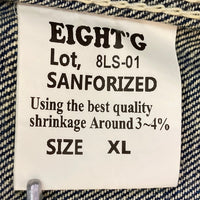 EIGHT'G
Lot, 8LS-01
SANFORIZED
Using the best quality
shrinkage Around 3~4%
SIZE XL